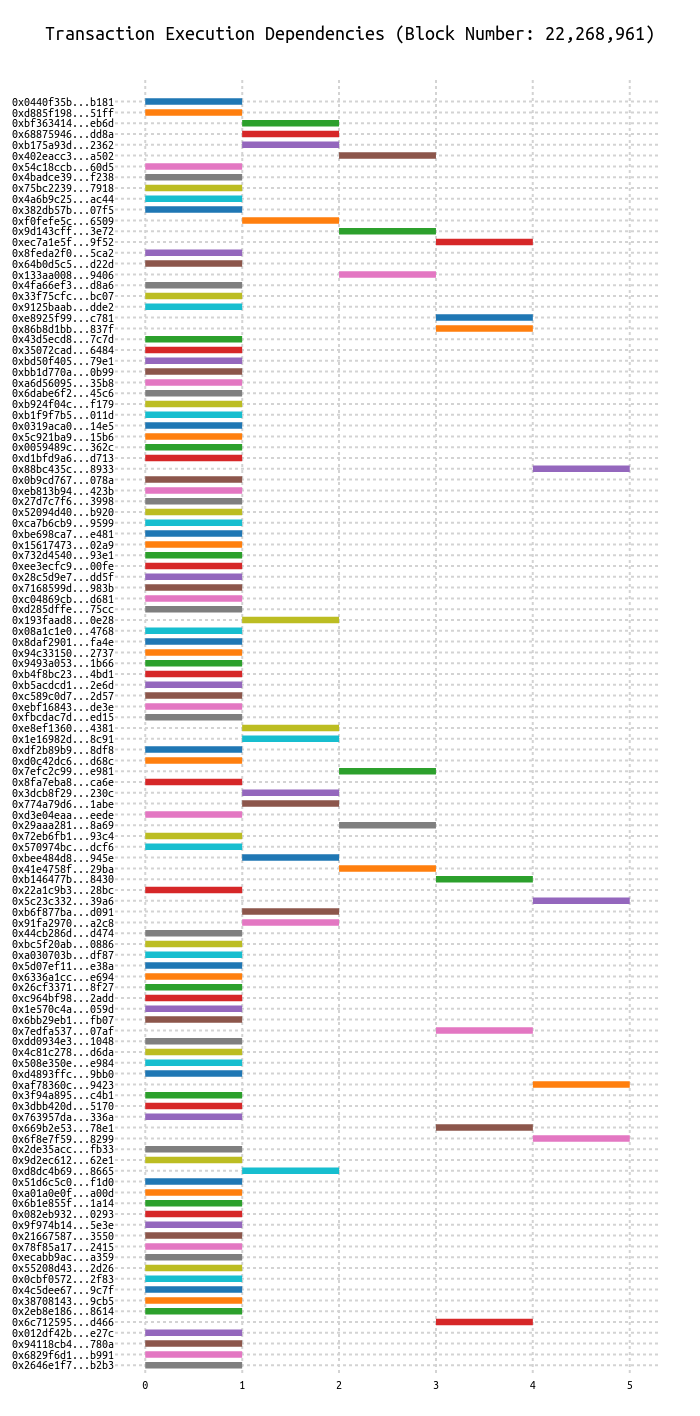 Transaction Execution Dependencies (Block Number: 22,268,961)
0x0440f35b...b181
0xd885f198...51ff
0xbf363414...eb6d
0x68875946...dd8a
0xb175a93d...2362
0x402eacc3...a502
0x54c18ccb...60d5
0x4badce39...f238
0x75bc2239...7918
0x4a6b9c25...ac44
0x382db57b...07f5
0xf0fefe5c...6509
0x9d143cff...3e72
0xec7a1e5f...9f52
0x8feda2f0...5ca2
0x64b0d5c5...d22d
0x133aa008...9406
0x4fa66ef3...d8a6
0x33f75cfc...bc07
0x9125baab...dde2
0xe8925f99...c781
0x86b8d1bb...837f
0x43d5ecd8...7c7d
0x35072cad...6484
0xbd50f405...79e1
0xbb1d770a...0b99
0xa6d56095...35b8
0x6dabe6f2...45c6
0xb924f04c...f179
0xb1f9f7b5...011d
0x0319aca0...14e5
0x5c921ba9...15b6
0x0059489c...362c
0xd1bfd9a6...d713
0x88bc435c...8933
0x0b9cd767...078a
0xeb813b94...423b
0x27d7c7f6...3998
0x52094d40...b920
0xca7b6cb9...9599
0xbe698ca7...e481
0x15617473...02a9
0x732d4540...93e1
0xee3ecfc9...00fe
0x28c5d9e7...dd5f
0x7168599d...983b
0xc04869cb...d681
0xd285dffe...75cc
0x193faad8...0e28
0x08a1c1e0...4768
0x8daf2901...fa4e
0x94c33150...2737
0x9493a053...1b66
0xb4f8bc23...4bd1
0xb5acdcd1...2e6d
0xc589c0d7...2d57
0xebf16843...de3e
0xfbcdac7d...ed15
0xe8ef1360...4381
0x1e16982d...8c91
0xdf2b89b9...8df8
0xd0c42dc6...d68c
0x7efc2c99...e981
0x8fa7eba8...ca6e
0x3dcb8f29...230c
0x774a79d6...1abe
0xd3e04eaa...eede
0x29aaa281...8a69
0x72eb6fb1...93c4
0x570974bc...dcf6
0xbee484d8...945e
0x41e4758f...29ba
0xb146477b...8430
0x22a1c9b3...28bc
0x5c23c332...39a6
0xb6f877ba...d091
0x91fa2970...a2c8
0x44cb286d...d474
0xbc5f20ab...0886
0xa030703b...df87
0x5d07ef11...e38a
0x6336a1cc...e694
0x26cf3371...8f27
0xc964bf98...2add
0x1e570c4a...059d
0x6bb29eb1...fb07
0x7edfa537...07af
0xdd0934e3...1048
0x4c81c278...d6da
0x508e350e...e984
0xd4893ffc...9bb0
0xaf78360c...9423
0x3f94a895...c4b1
0x3dbb420d...5170
0x763957da...336a
0x669b2e53...78e1
0x6f8e7f59...8299
0x2de35acc...fb33
0x9d2ec612...62e1
0xd8dc4b69...8665
0x51d6c5c0...f1d0
0xa01a0e0f...a00d
0x6b1e855f...1a14
0x082eb932...0293
0x9f974b14...5e3e
0x21667587...3550
0x78f85a17...2415
0xecabb9ac...a359
0x55208d43...2d26
0x0cbf0572...2f83
0x4c5dee67...9c7f
0x38708143...9cb5
0x2eb8e186...8614
0x6c712595...d466
0x012df42b...e27c
0x94118cb4...780a
0x6829f6d1...b991
0x2646e1f7...b2b3
0 1 2 3 4 5